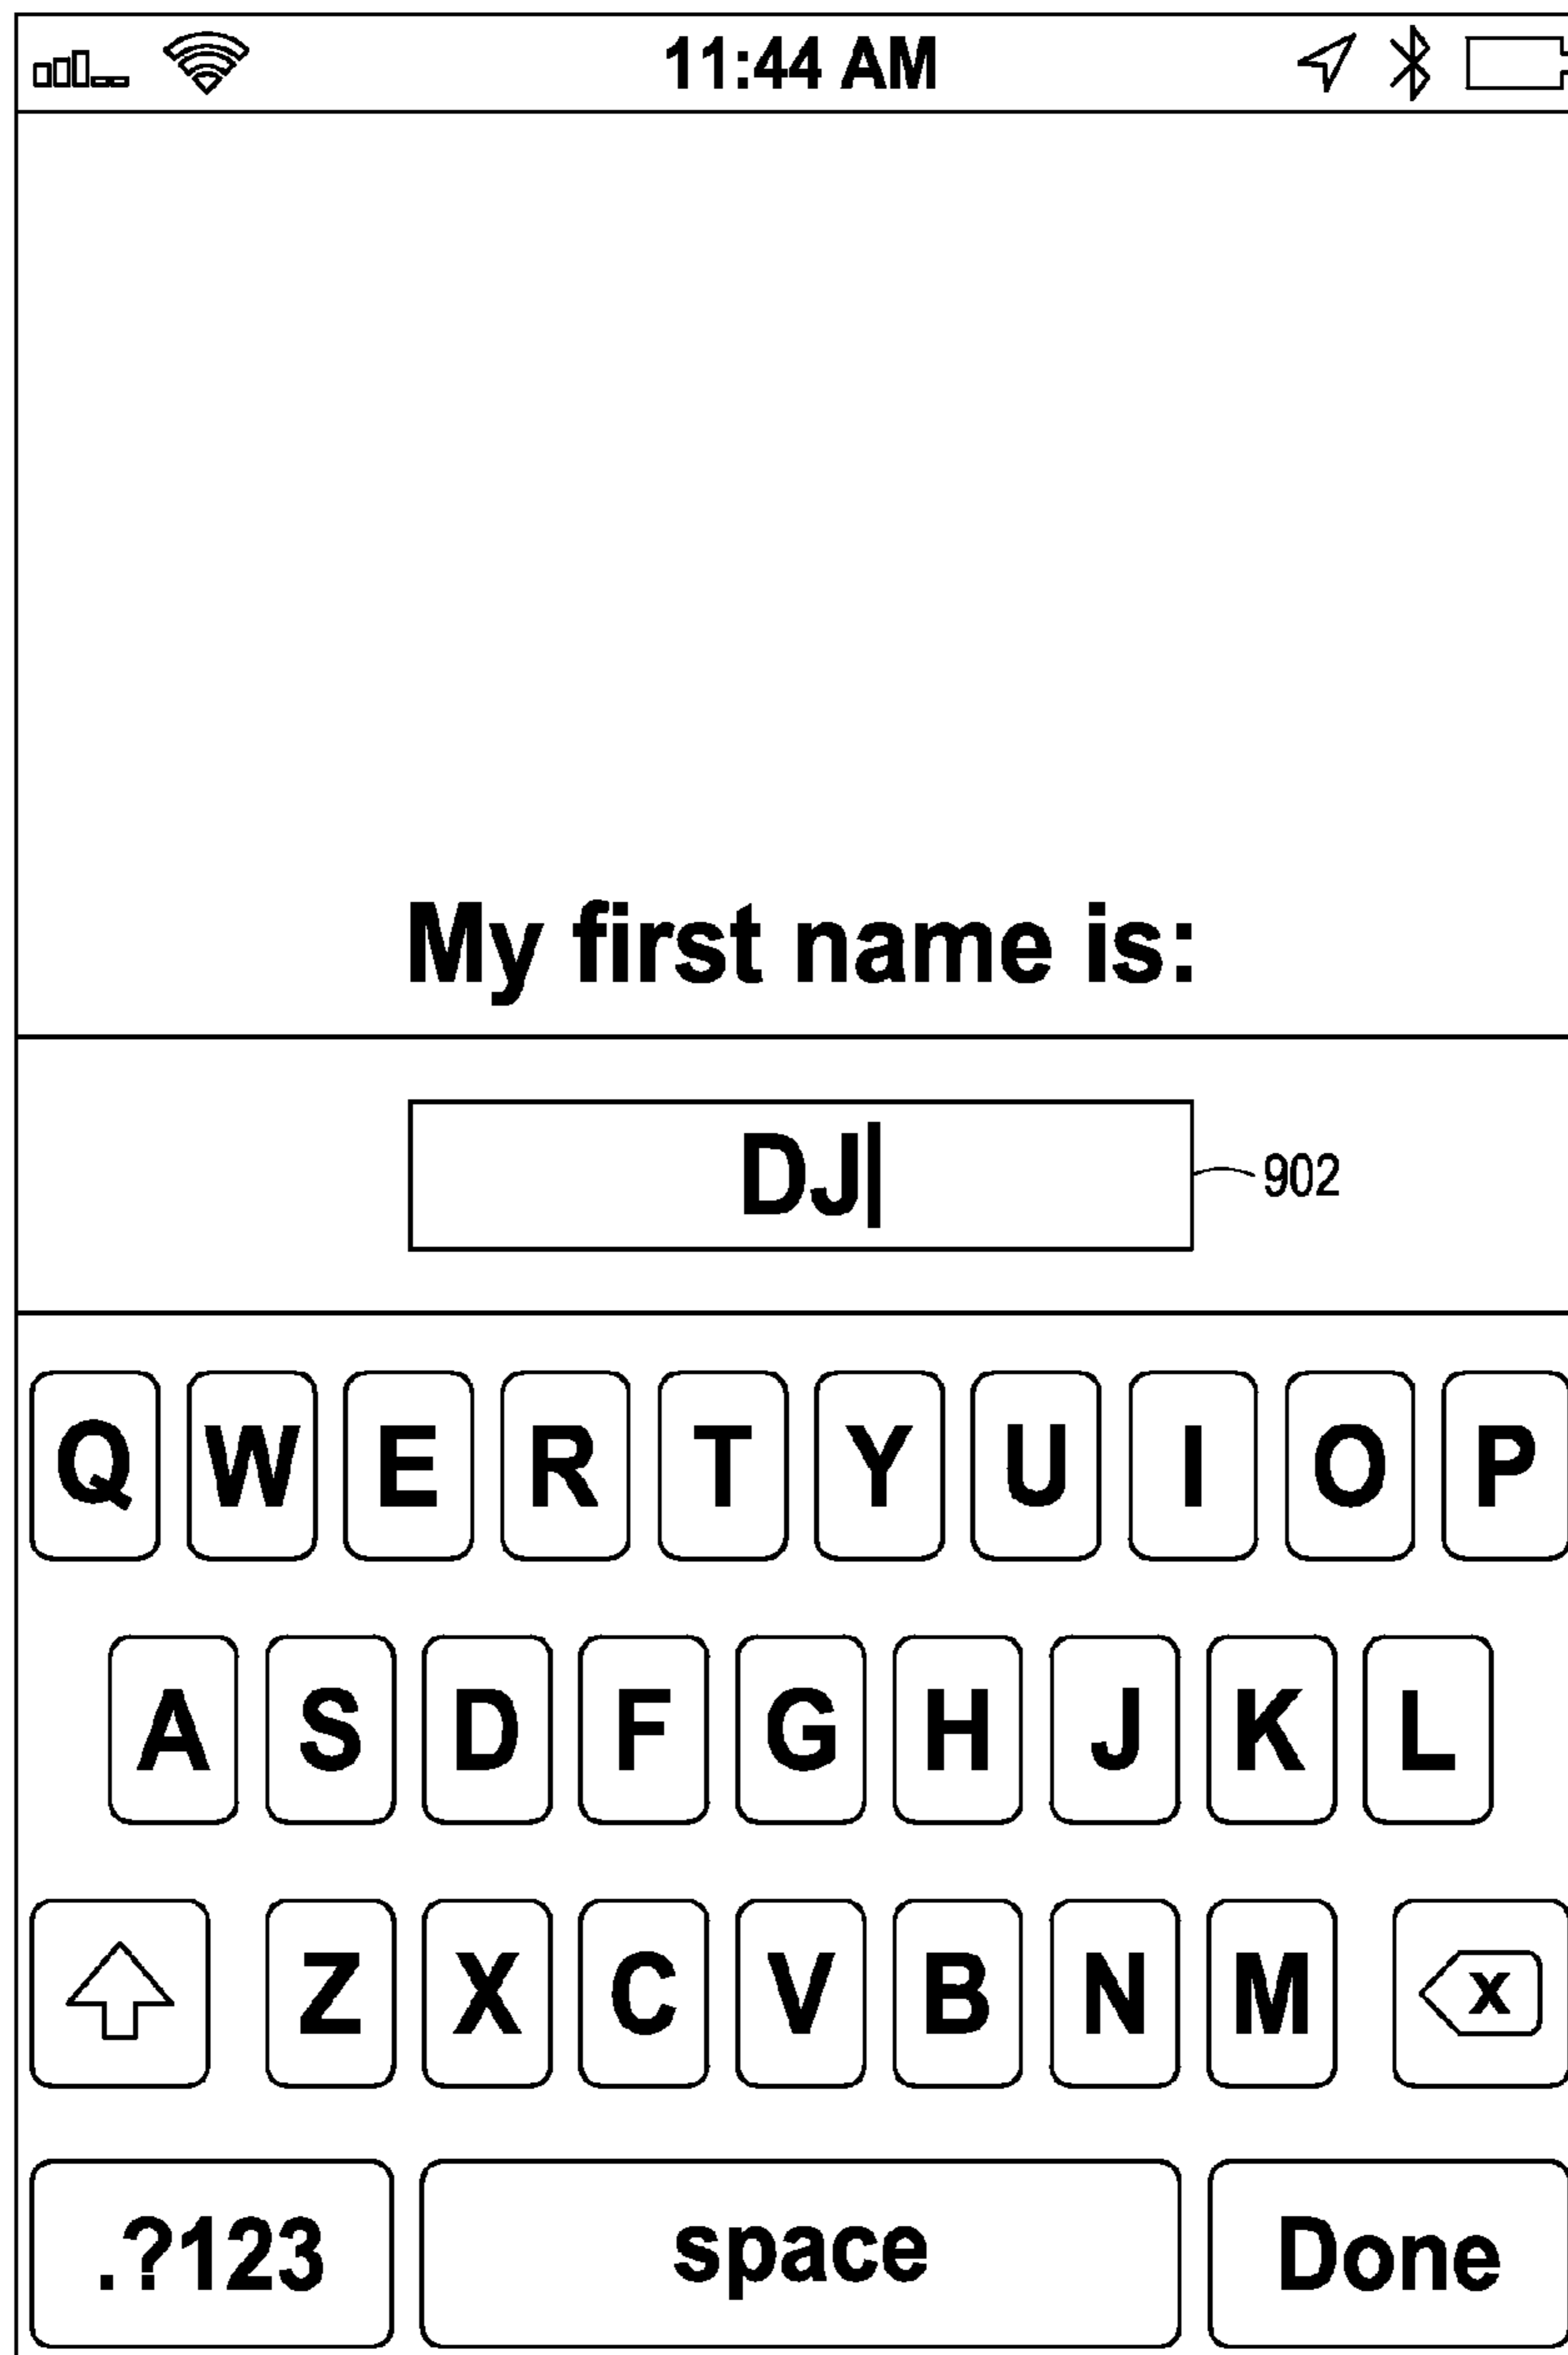 11:44 AM
My first name is:
DJ
902
Q W E R T Y U I O P
A S D F G H J K L
Z X C V B N M X
.?123 space Done